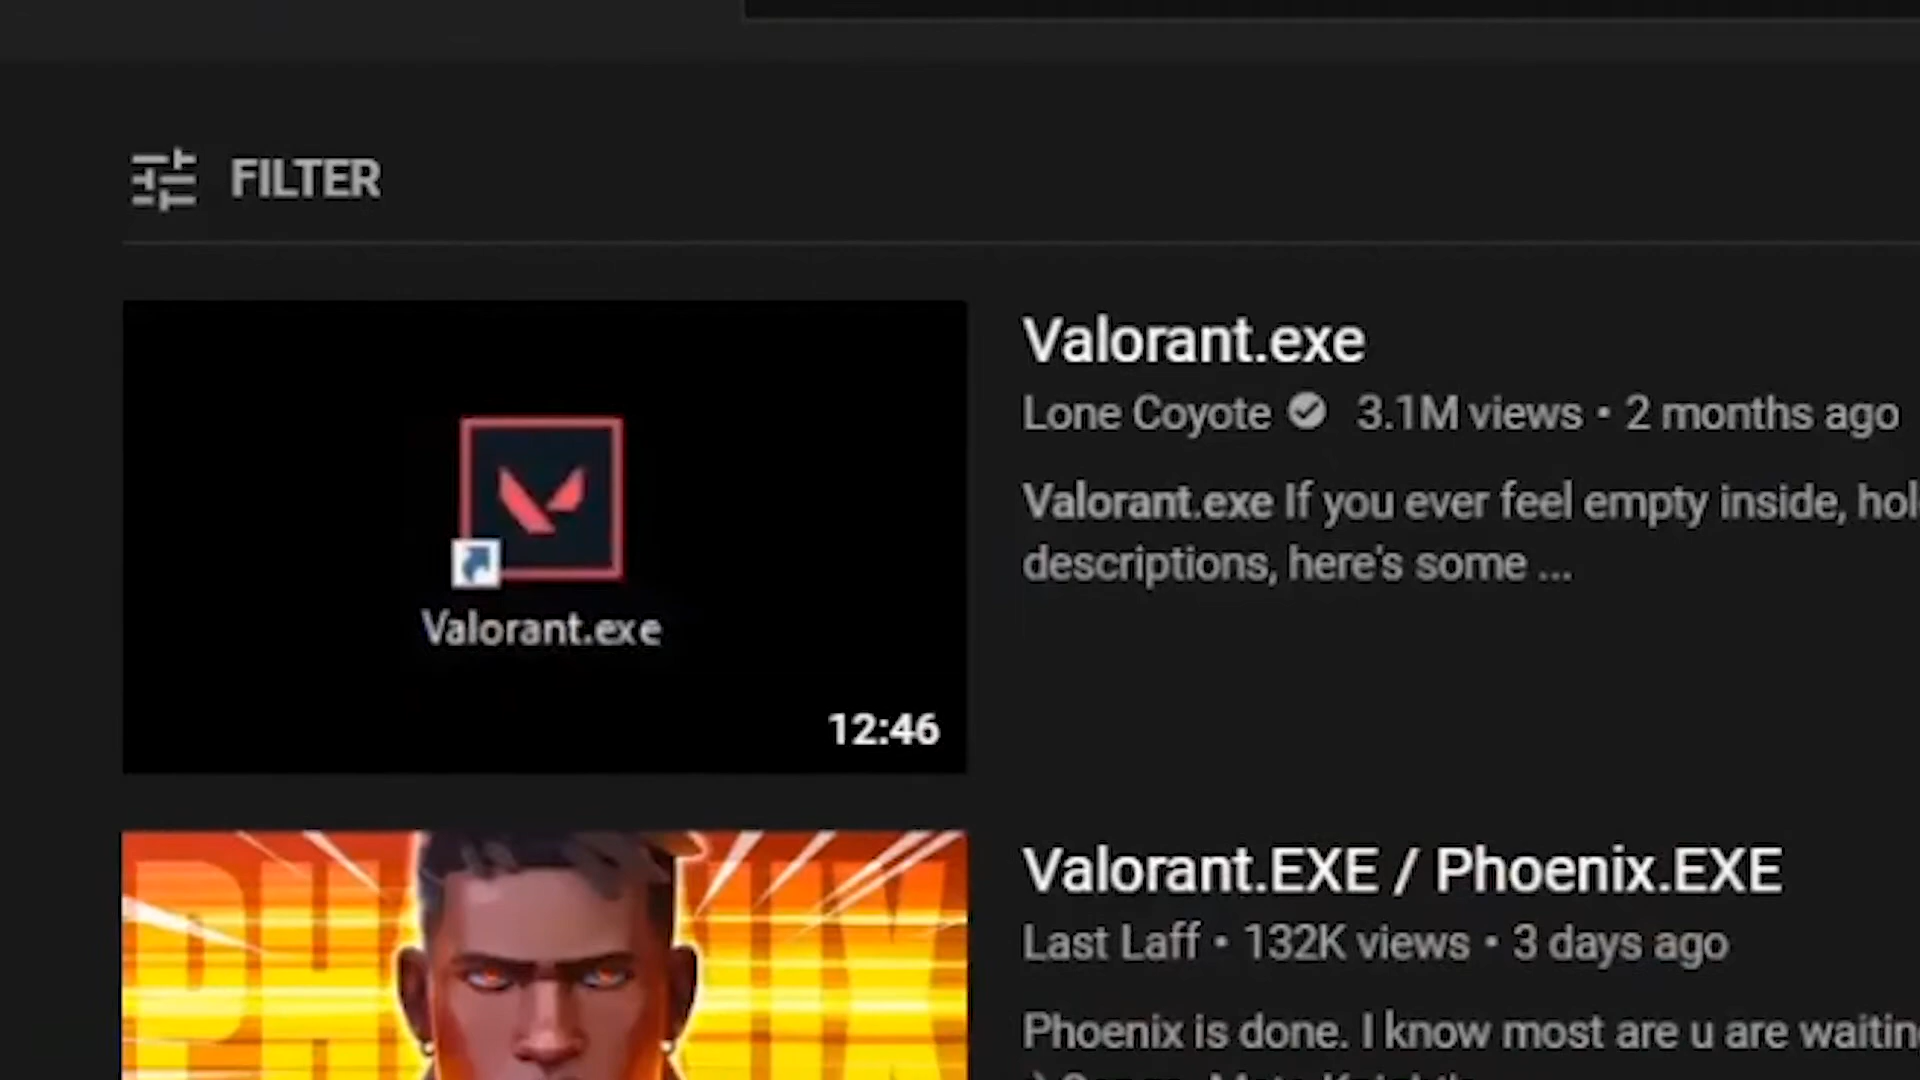 FILTER
Valorant.exe
12:46
Valorant.exe
Lone Coyote 3.1M views • 2 months ago
Valorant.exe If you ever feel empty inside, hol
descriptions, here's some ...
PH NIX
Valorant.EXE / Phoenix.EXE
Last Laff • 132K views • 3 days ago
Phoenix is done. I know most are u are waitin